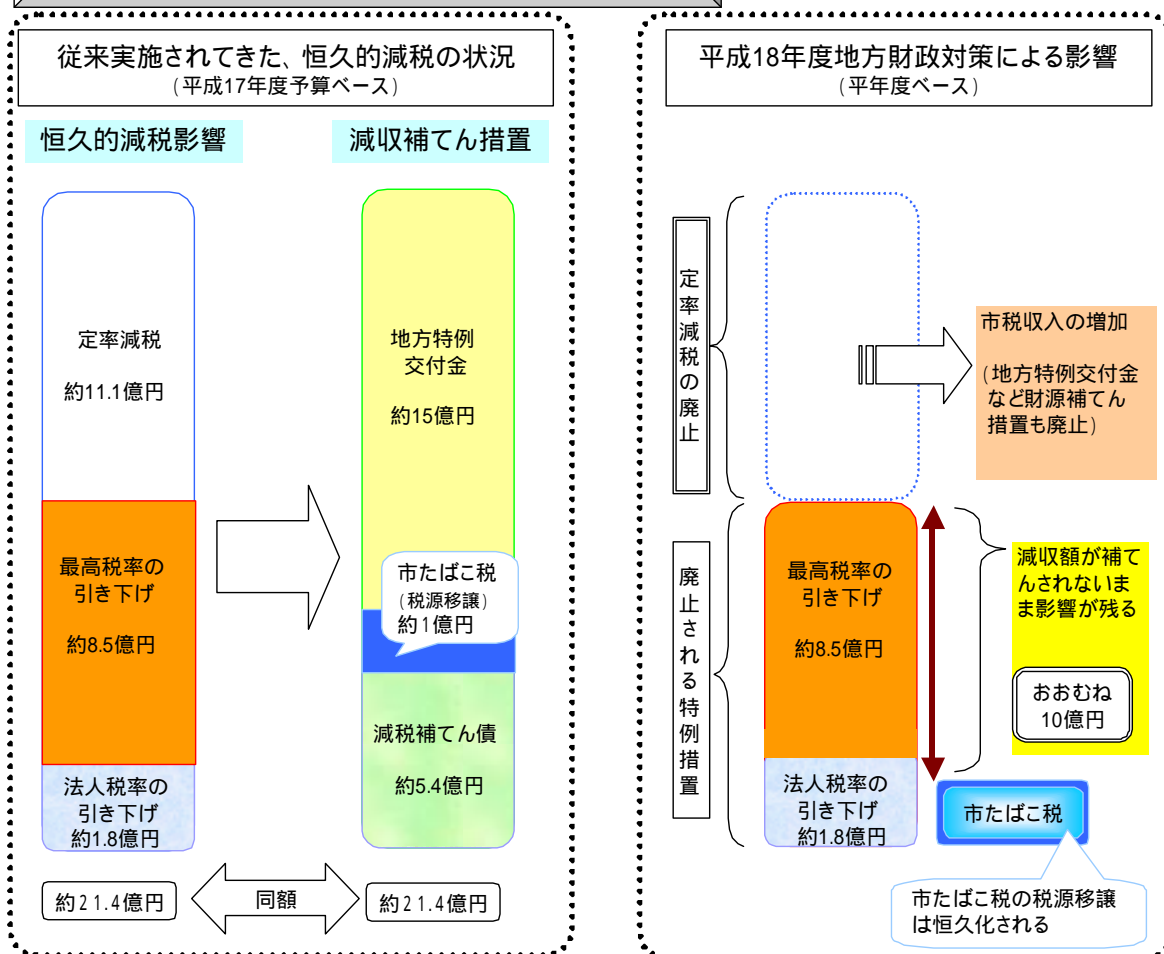 従来実施されてきた、恒久的減税の状況
(平成17年度予算ベース)
恒久的減税影響
減収補てん措置
定率減税
約11.1億円
最高税率の
引き下げ
約8.5億円
法人税率の
引き下げ
約1.8億円
地方特例
交付金
約15億円
市たばこ税
(税源移譲)
約1億円
減税補てん債
約5.4億円
約21.4億円
同額
約21.4億円
平成18年度地方財政対策による影響
(平年度ベース)
定率減税の廃止
市税収入の増加
(地方特例交付金
など財源補てん
措置も廃止)
廃止される特例措置
最高税率の
引き下げ
約8.5億円
法人税率の
引き下げ
約1.8億円
減収額が補て
んされないま
ま影響が残る
おおむね
10億円
市たばこ税
市たばこ税の税源移譲
は恒久化される